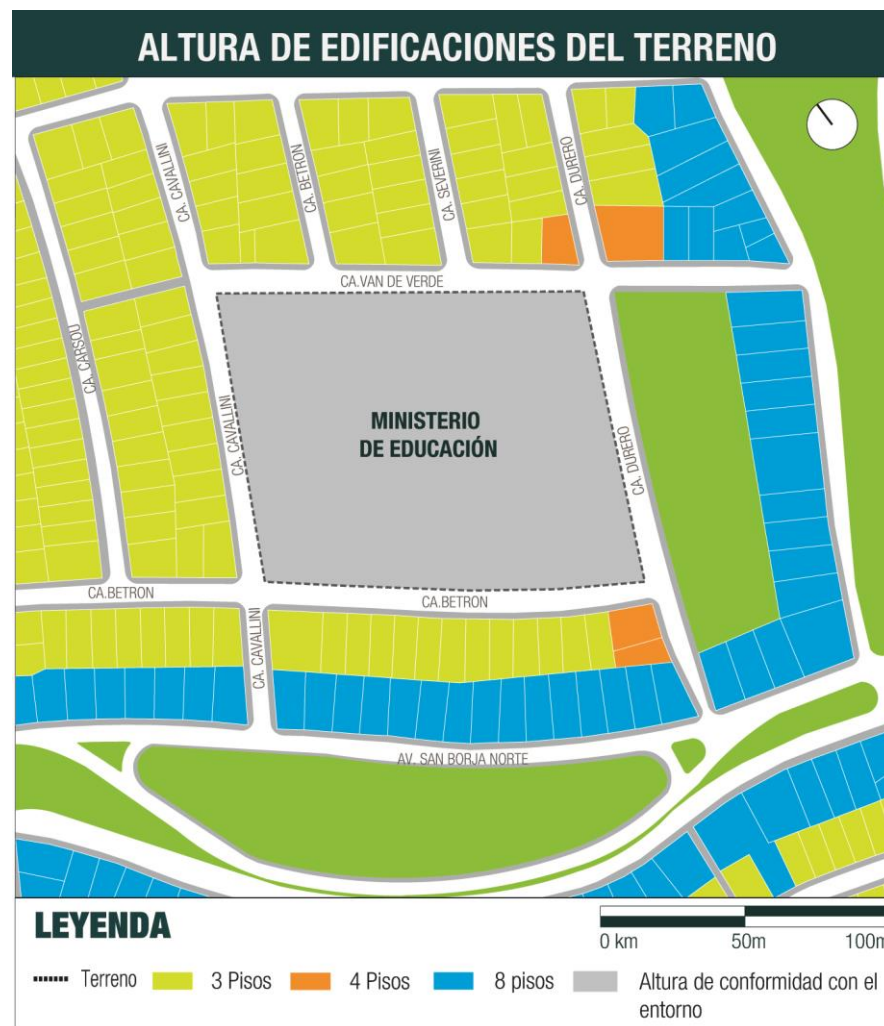 ALTURA DE EDIFICACIONES DEL TERRENO
CA. CAVALLINI
CA. BETRON
CA. SEVERINI
CA. DURERO
CA.VAN DE VERDE
CA. CARSOU
CA. CAVALLINI
MINISTERIO
DE EDUCACIÓN
CA. DURERO
CA.BETRON
CA.BETRON
CA. CAVALLINI
AV. SAN BORJA NORTE
LEYENDA
0 km 50m 100m
Terreno 3 Pisos 4 Pisos 8 pisos Altura de conformidad con el
entorno